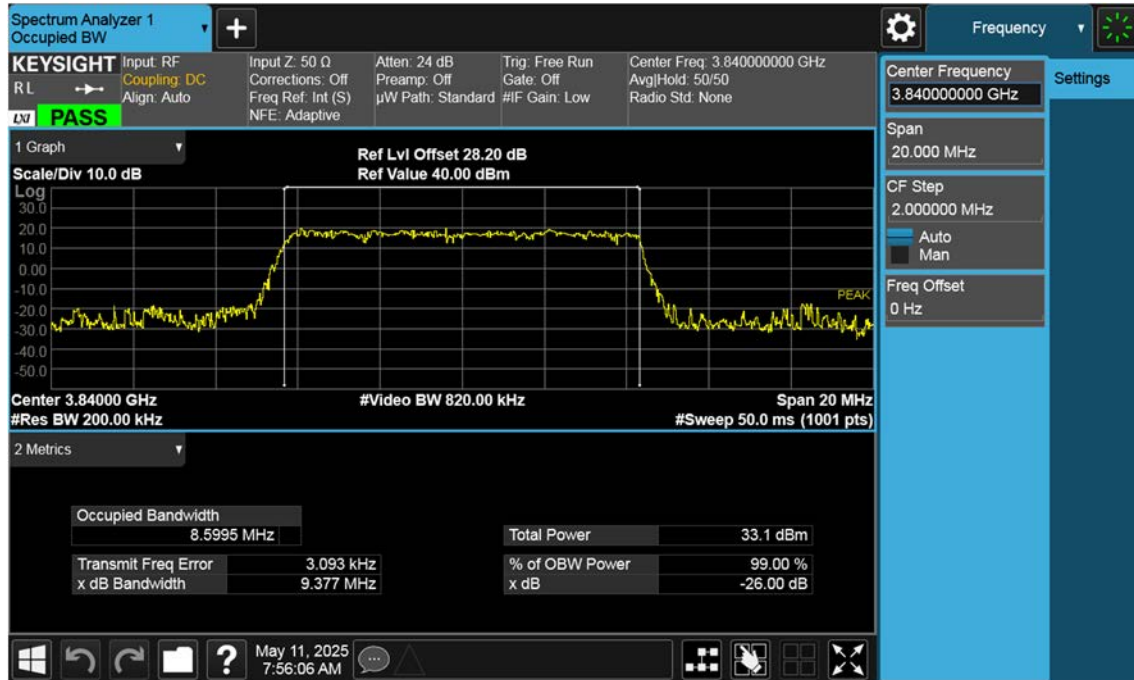 Spectrum Analyzer 1
Occupied BW
+
Frequency
KEYSIGHT
R L
LXI PASS
Input: RF
Coupling: DC
Align: Auto
Input Z: 50 Ω
Corrections: Off
Freq Ref: Int (S)
NFE: Adaptive
Atten: 24 dB
Preamp: Off
µW Path: Standard
Trig: Free Run
Gate: Off
#IF Gain: Low
Center Freq: 3.840000000 GHz
Avg|Hold: 50/50
Radio Std: None
Center Frequency
3.840000000 GHz
Settings
Span
20.000 MHz
CF Step
2.000000 MHz
Auto
Man
Freq Offset
0 Hz
1 Graph
Scale/Div 10.0 dB
Ref Lvl Offset 28.20 dB
Ref Value 40.00 dBm
Log
30.0
20.0
10.0
0.00
-10.0
-20.0
-30.0
-40.0
-50.0
PEAK
Center 3.84000 GHz
#Video BW 820.00 kHz
Span 20 MHz
#Res BW 200.00 kHz
#Sweep 50.0 ms (1001 pts)
2 Metrics
Occupied Bandwidth
8.5995 MHz
Total Power 33.1 dBm
Transmit Freq Error 3.093 kHz
% of OBW Power 99.00 %
x dB Bandwidth 9.377 MHz
x dB -26.00 dB
?
May 11, 2025
7:56:06 AM